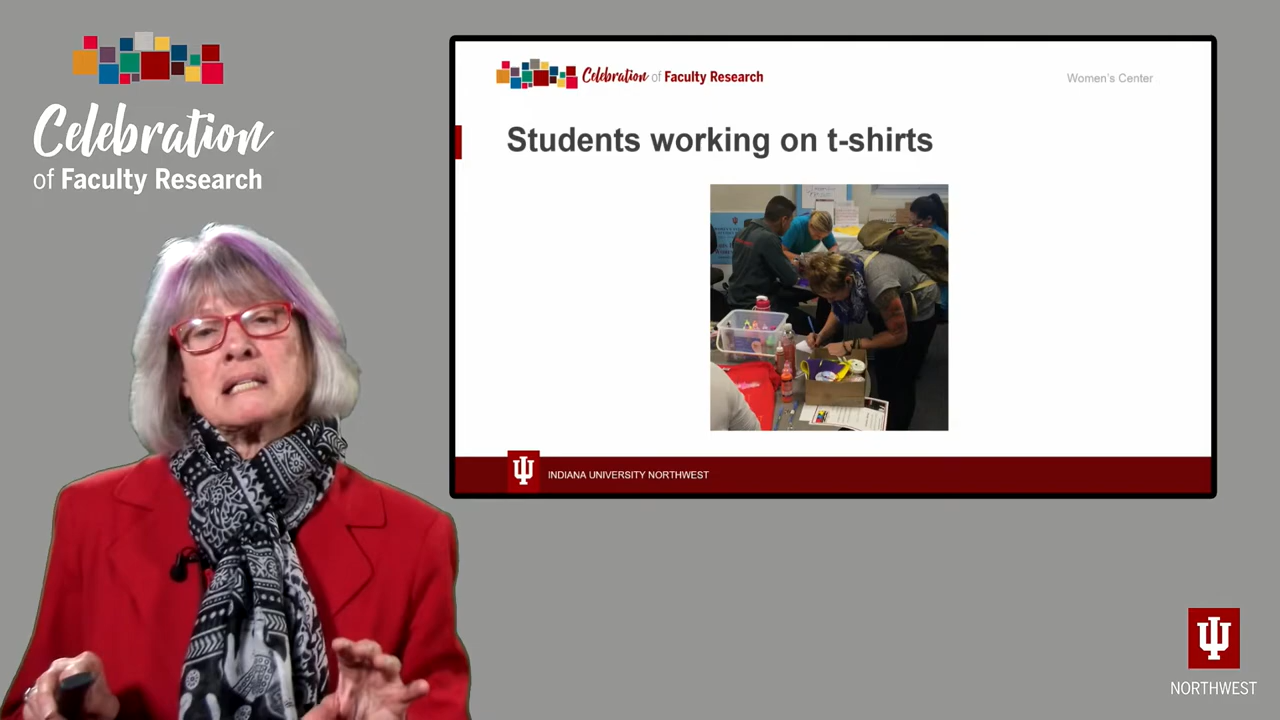 Celebration
of Faculty Research
Celebration of Faculty Research
Women's Center
Students working on t-shirts
INDIANA UNIVERSITY NORTHWEST
NORTHWEST